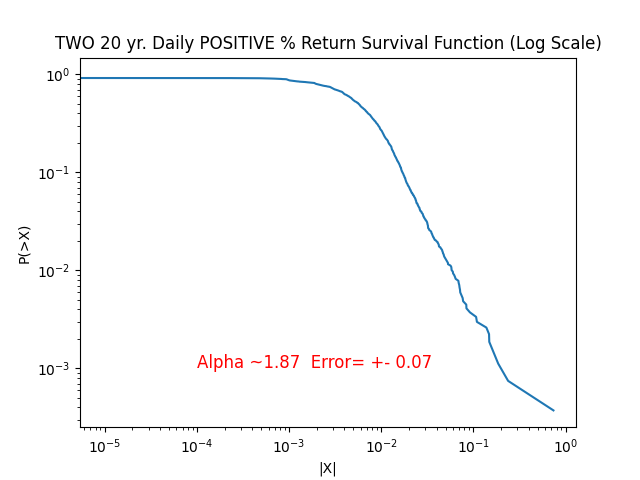 TWO 20 yr. Daily POSITIVE % Return Survival Function (Log Scale)
P(>X)
10⁰
10⁻¹
10⁻²
10⁻³
Alpha ~1.87  Error= +- 0.07
10⁻⁵ 10⁻⁴ 10⁻³ 10⁻² 10⁻¹ 10⁰
|X|